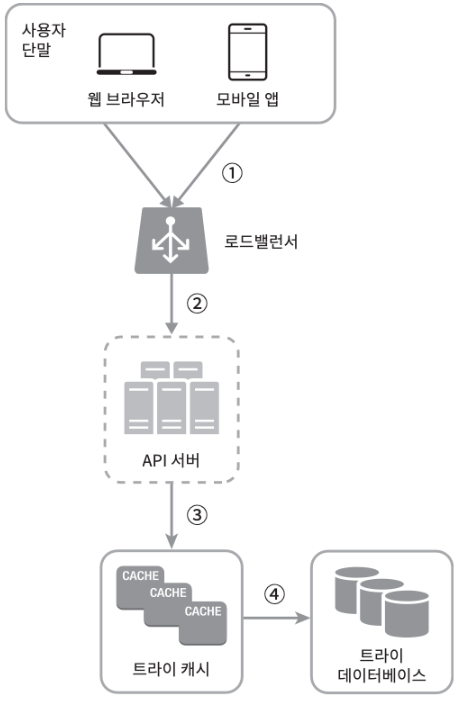 사용자
단말
웹 브라우저
모바일 앱
①
로드밸런서
②
API 서버
③
CACHE
CACHE
CACHE
④
트라이 캐시
트라이
데이터베이스